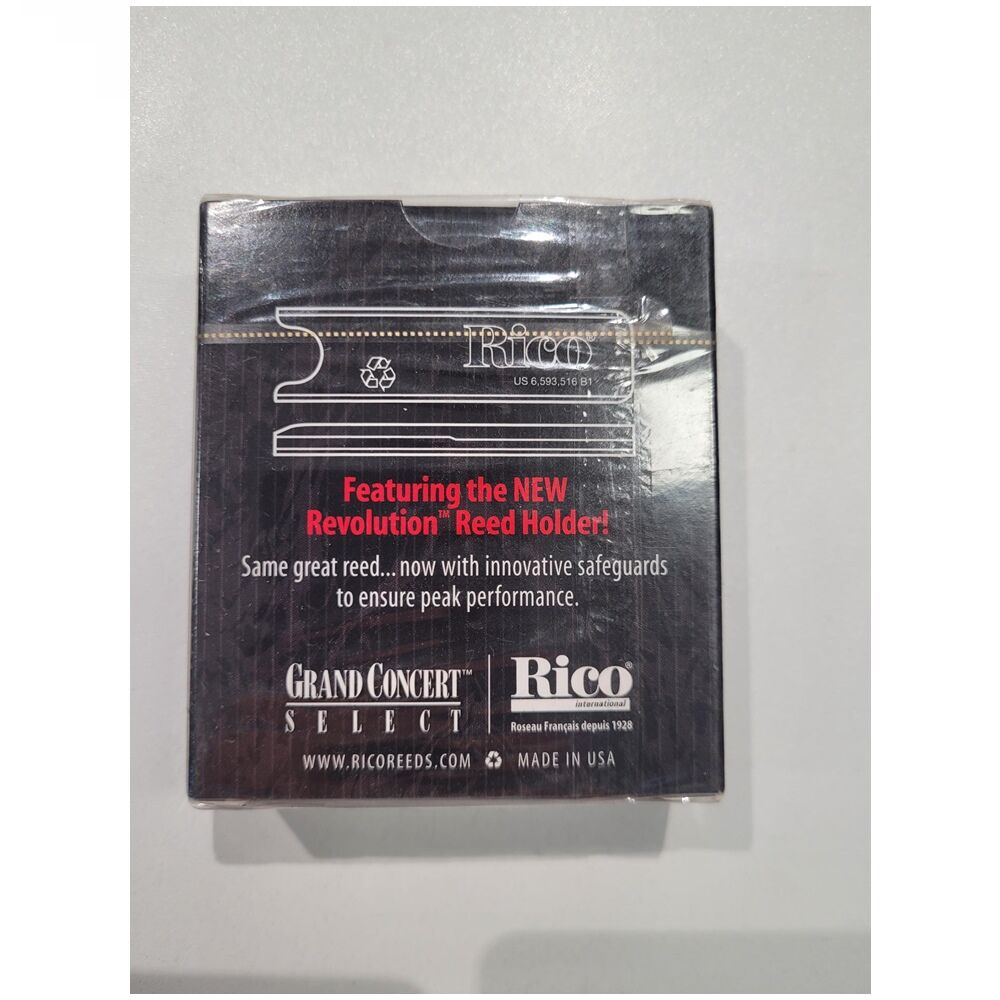 Rico®
US 6,593,516 B1
Featuring the NEW
Revolution™ Reed Holder!
Same great reed...now with innovative safeguards
to ensure peak performance.
GRAND CONCERT™
SELECT
Rico®
international
Roseau Français depuis 1928
WWW.RICOREEDS.COM
MADE IN USA